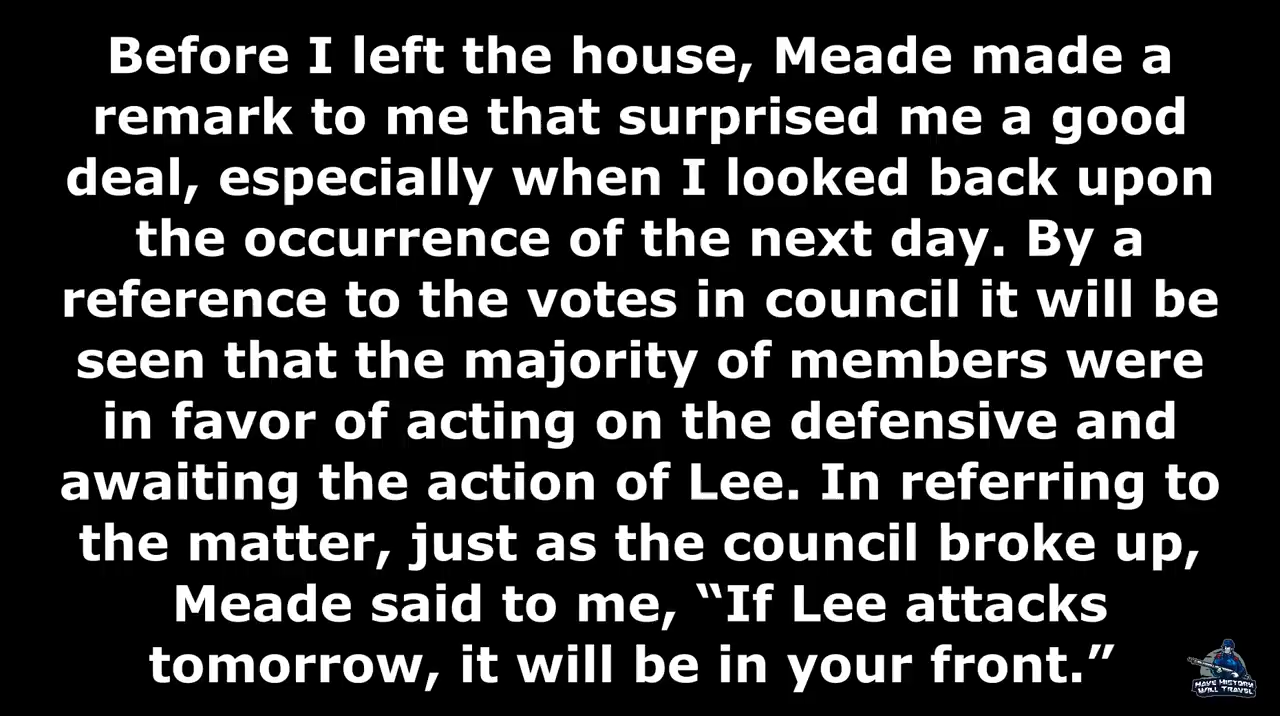 Before I left the house, Meade made a
remark to me that surprised me a good
deal, especially when I looked back upon
the occurrence of the next day. By a
reference to the votes in council it will be
seen that the majority of members were
in favor of acting on the defensive and
awaiting the action of Lee. In referring to
the matter, just as the council broke up,
Meade said to me, “If Lee attacks
tomorrow, it will be in your front.”
HAVE HISTORY
WILL TRAVEL